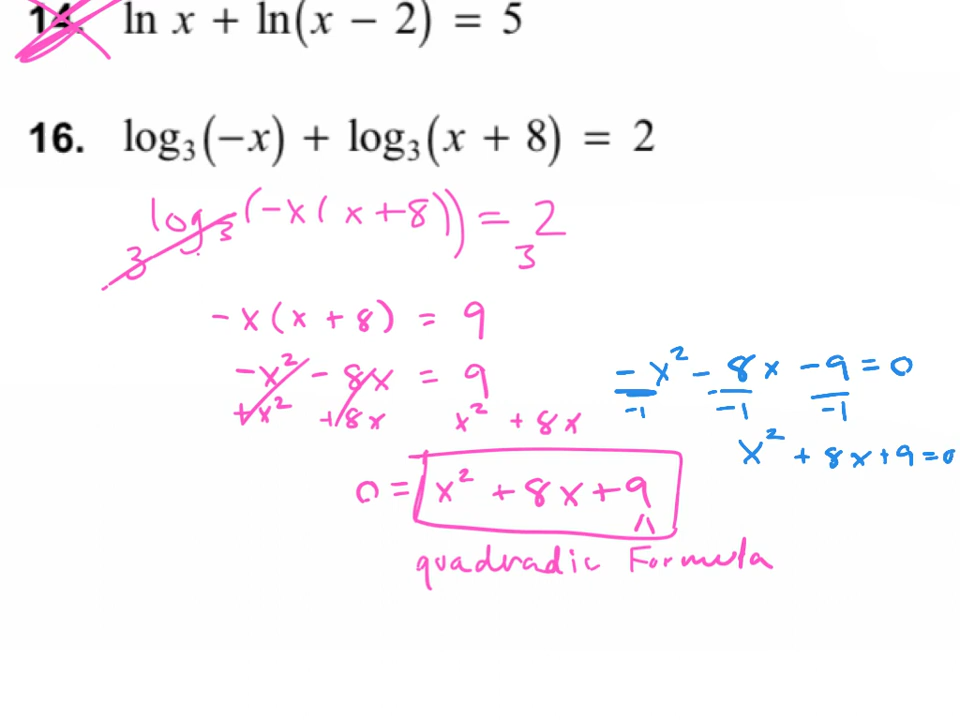 14. ln x + ln(x − 2) = 5
16. log₃(−x) + log₃(x + 8) = 2
3 log₃(-x(x+8)) = 3 2
-x(x+8) = 9
-x² - 8x = 9
+x² +8x x² + 8x
0 = x² + 8x + 9
quadradic Formula
-x² - 8x - 9 = 0
-1 -1 -1
x² + 8x + 9 = 0